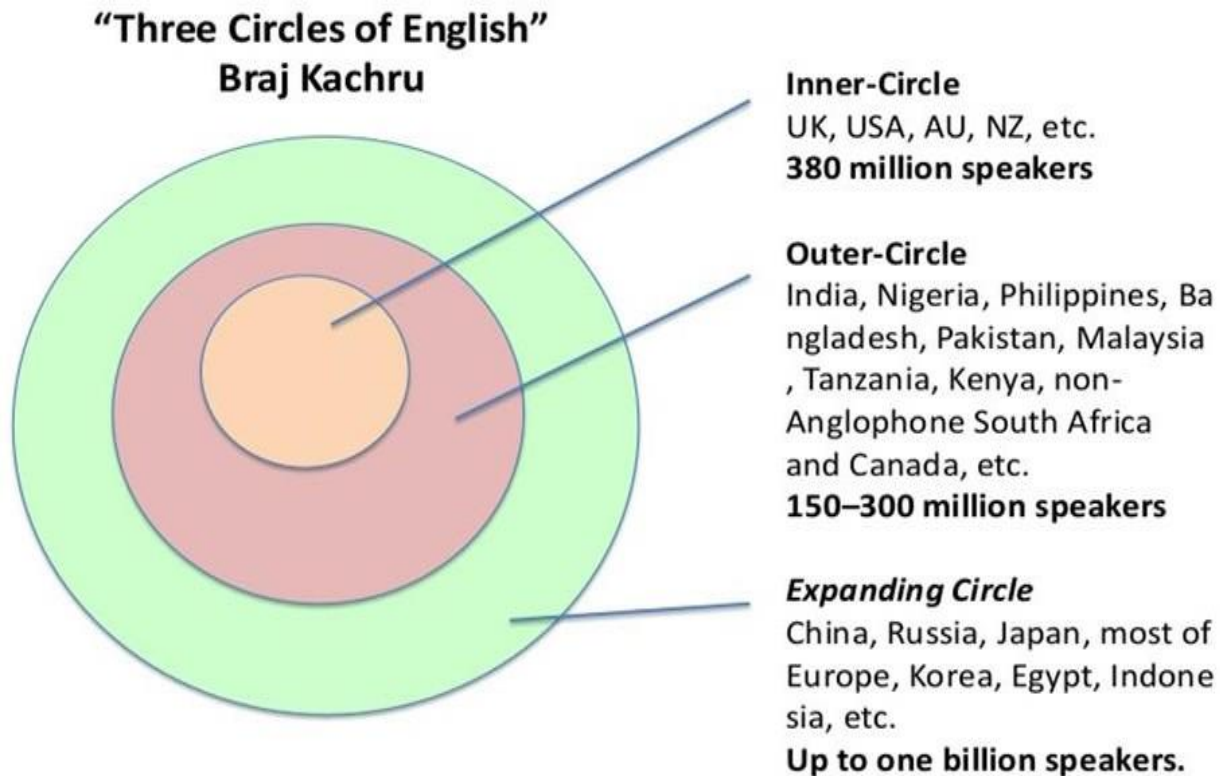 “Three Circles of English”
Braj Kachru
Inner-Circle
UK, USA, AU, NZ, etc.
380 million speakers
Outer-Circle
India, Nigeria, Philippines, Ba
ngladesh, Pakistan, Malaysia
, Tanzania, Kenya, non-
Anglophone South Africa
and Canada, etc.
150–300 million speakers
Expanding Circle
China, Russia, Japan, most of
Europe, Korea, Egypt, Indone
sia, etc.
Up to one billion speakers.